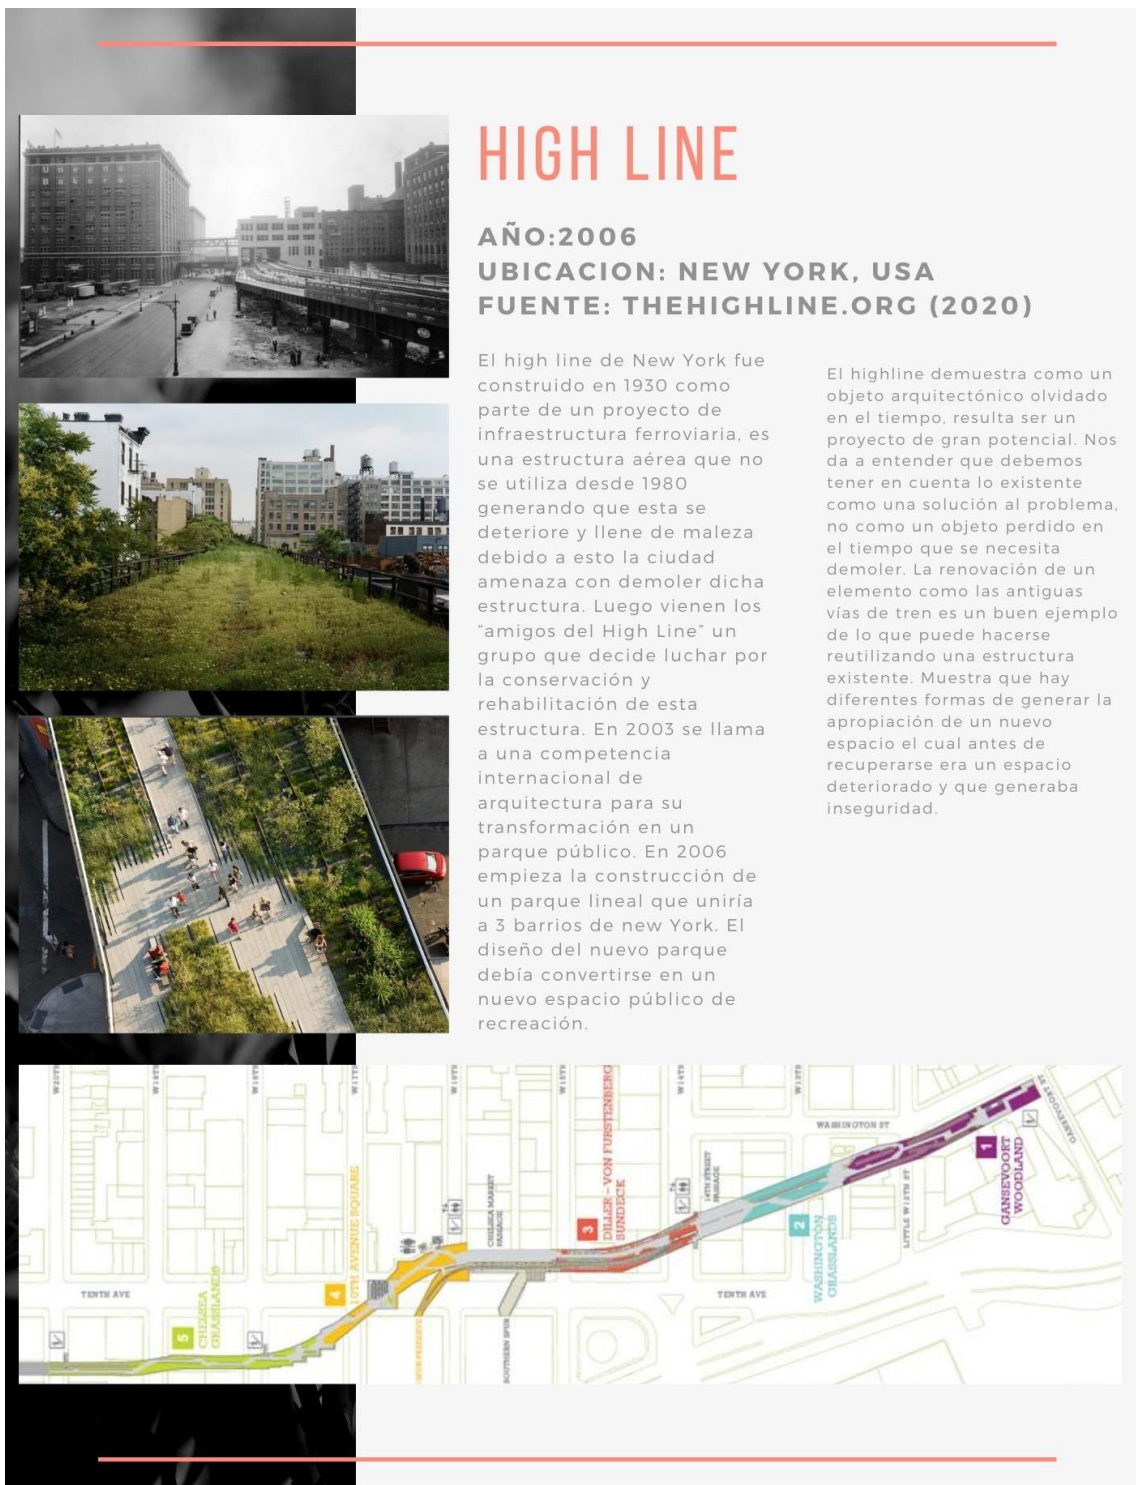 HIGH LINE
AÑO:2006
UBICACION: NEW YORK, USA
FUENTE: THEHIGHLINE.ORG (2020)
El high line de New York fue
construido en 1930 como
parte de un proyecto de
infraestructura ferroviaria, es
una estructura aérea que no
se utiliza desde 1980
generando que esta se
deteriore y llene de maleza
debido a esto la ciudad
amenaza con demoler dicha
estructura. Luego vienen los
“amigos del High Line” un
grupo que decide luchar por
la conservación y
rehabilitación de esta
estructura. En 2003 se llama
a una competencia
internacional de
arquitectura para su
transformación en un
parque público. En 2006
empieza la construcción de
un parque lineal que uniría
a 3 barrios de new York. El
diseño del nuevo parque
debía convertirse en un
nuevo espacio público de
recreación.
El highline demuestra como un
objeto arquitectónico olvidado
en el tiempo, resulta ser un
proyecto de gran potencial. Nos
da a entender que debemos
tener en cuenta lo existente
como una solución al problema,
no como un objeto perdido en
el tiempo que se necesita
demoler. La renovación de un
elemento como las antiguas
vías de tren es un buen ejemplo
de lo que puede hacerse
reutilizando una estructura
existente. Muestra que hay
diferentes formas de generar la
apropiación de un nuevo
espacio el cual antes de
recuperarse era un espacio
deteriorado y que generaba
inseguridad.
Uneeda
Bakery
W 17TH
W 16TH
W 15TH
W 14TH
W 13TH
GANSEVOORT ST
WASHINGTON ST
LITTLE W 12TH ST
TENTH AVE
TENTH AVE
1
GANSEVOORT
WOODLAND
2
WASHINGTON
GRASSLANDS
3
DILLER – VON FURSTENBERG
SUNDECK
4
10TH AVENUE SQUARE
5
CHELSEA
GRASSLANDS
14TH STREET
PASSAGE
CHELSEA MARKET
PASSAGE
SOUTHERN SPUR